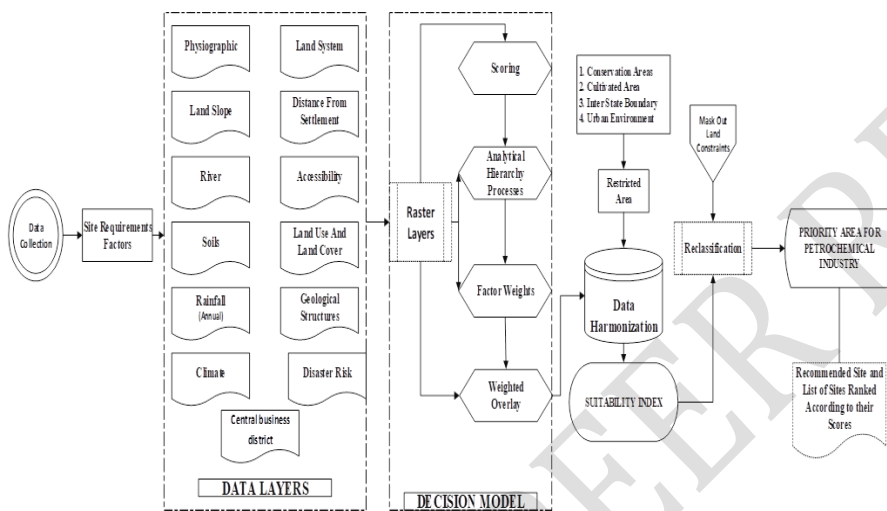 Data
Collection
Site Requirements
Factors
Physiographic
Land System
Land Slope
Distance From
Settlement
River
Accessibility
Soils
Land Use And
Land Cover
Rainfall
(Annual)
Geological
Structures
Climate
Disaster Risk
Central business
district
DATA LAYERS
Raster
Layers
Scoring
Analytical
Hierarchy
Processes
Factor Weights
Weighted
Overlay
DECISION MODEL
1. Conservation Areas
2. Cultivated Area
3. Inter State Boundary
4. Urban Environment
Restricted
Area
Data
Harmonization
SUITABILITY INDEX
Mask Out
Land
Constraints
Reclassification
PRIORITY AREA FOR
PETROCHEMICAL
INDUSTRY
Recommended Site and
List of Sites Ranked
According to their
Scores